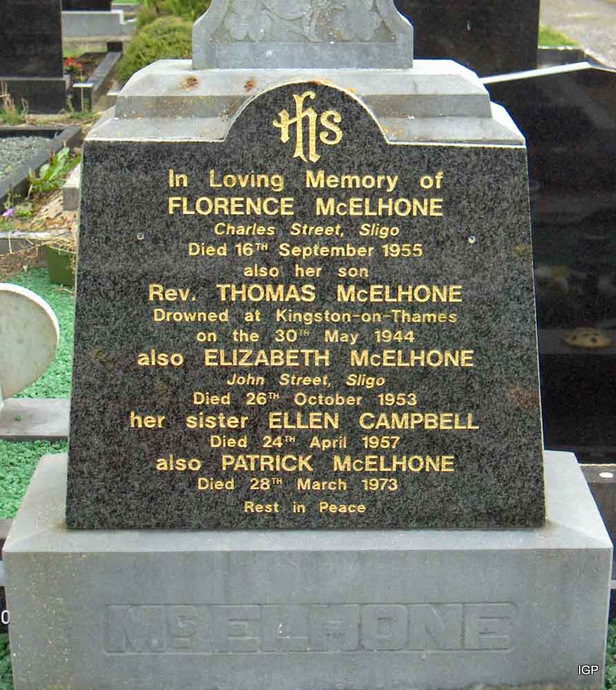 IHS
In Loving Memory of
FLORENCE McELHONE
Charles Street, Sligo
Died 16TH September 1955
also her son
Rev. THOMAS McELHONE
Drowned at Kingston-on-Thames
on the 30TH May 1944
also ELIZABETH McELHONE
John Street, Sligo
Died 26TH October 1953
her sister ELLEN CAMPBELL
Died 24TH April 1957
also PATRICK McELHONE
Died 28TH March 1973
Rest in Peace
McELHONE
IGP